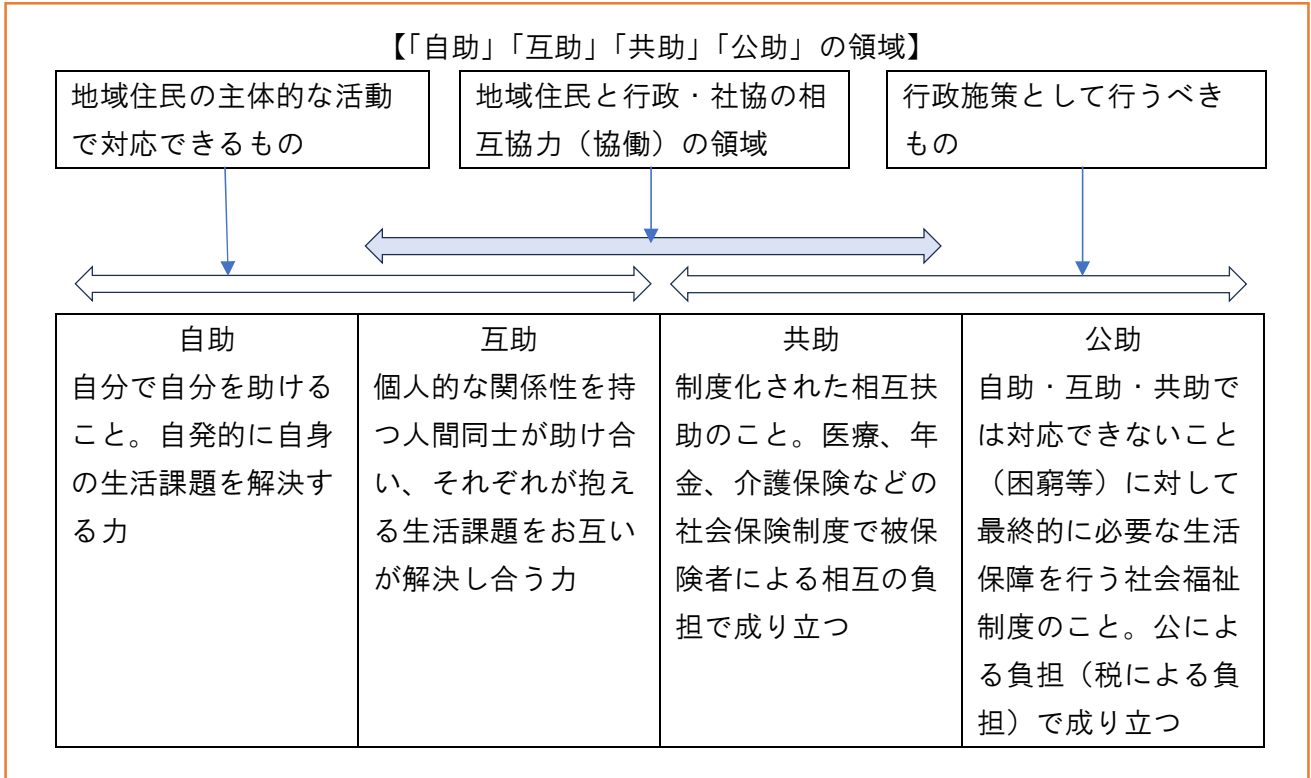 【「自助」「互助」「共助」「公助」の領域】
地域住民の主体的な活動
で対応できるもの
地域住民と行政・社協の相
互協力（協働）の領域
行政施策として行うべき
もの
自助
自分で自分を助ける
こと。自発的に自身
の生活課題を解決す
る力
互助
個人的な関係性を持
つ人間同士が助け合
い、それぞれが抱え
る生活課題をお互い
が解決し合う力
共助
制度化された相互扶
助のこと。医療、年
金、介護保険などの
社会保険制度で被保
険者による相互の負
担で成り立つ
公助
自助・互助・共助で
は対応できないこと
（困窮等）に対して
最終的に必要な生活
保障を行う社会福祉
制度のこと。公によ
る負担（税による負
担）で成り立つ